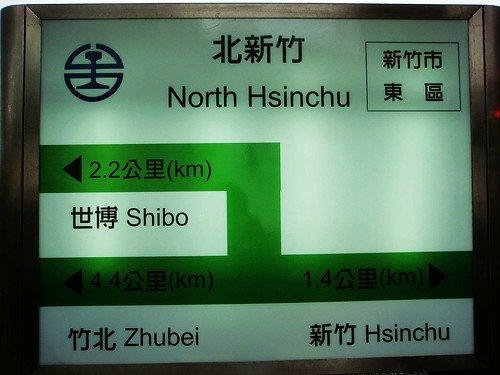 北新竹
North Hsinchu
新竹市
東 區
2.2公里(km)
世博 Shibo
4.4公里(km)
1.4公里(km)
竹北 Zhubei
新竹 Hsinchu